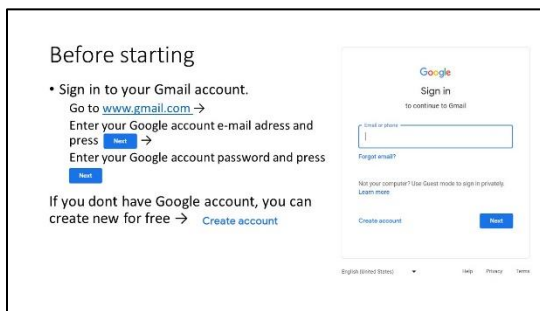 Before starting
• Sign in to your Gmail account.
Go to www.gmail.com →
Enter your Google account e-mail adress and
press Next →
Enter your Google account password and press
Next
If you dont have Google account, you can
create new for free → Create account
Google
Sign in
to continue to Gmail
Email or phone
Forgot email?
Not your computer? Use Guest mode to sign in privately.
Learn more
Create account Next
English (United States) Help Privacy Terms